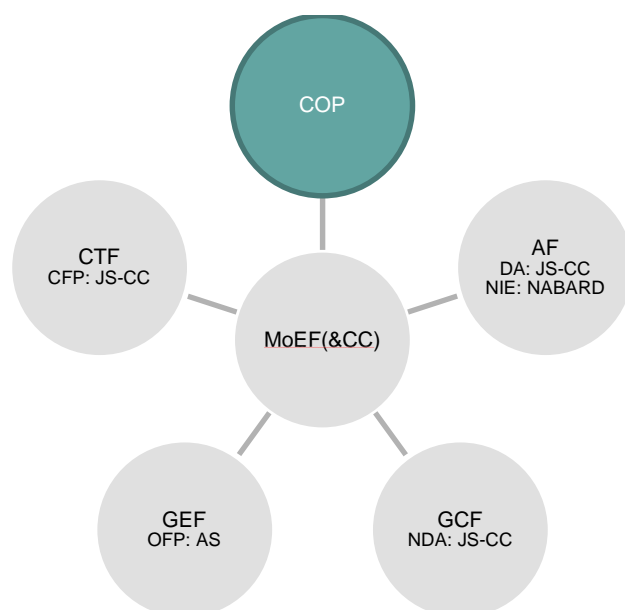 COP
CTF
CFP: JS-CC
AF
DA: JS-CC
NIE: NABARD
MoEF(&CC)
GEF
OFP: AS
GCF
NDA: JS-CC